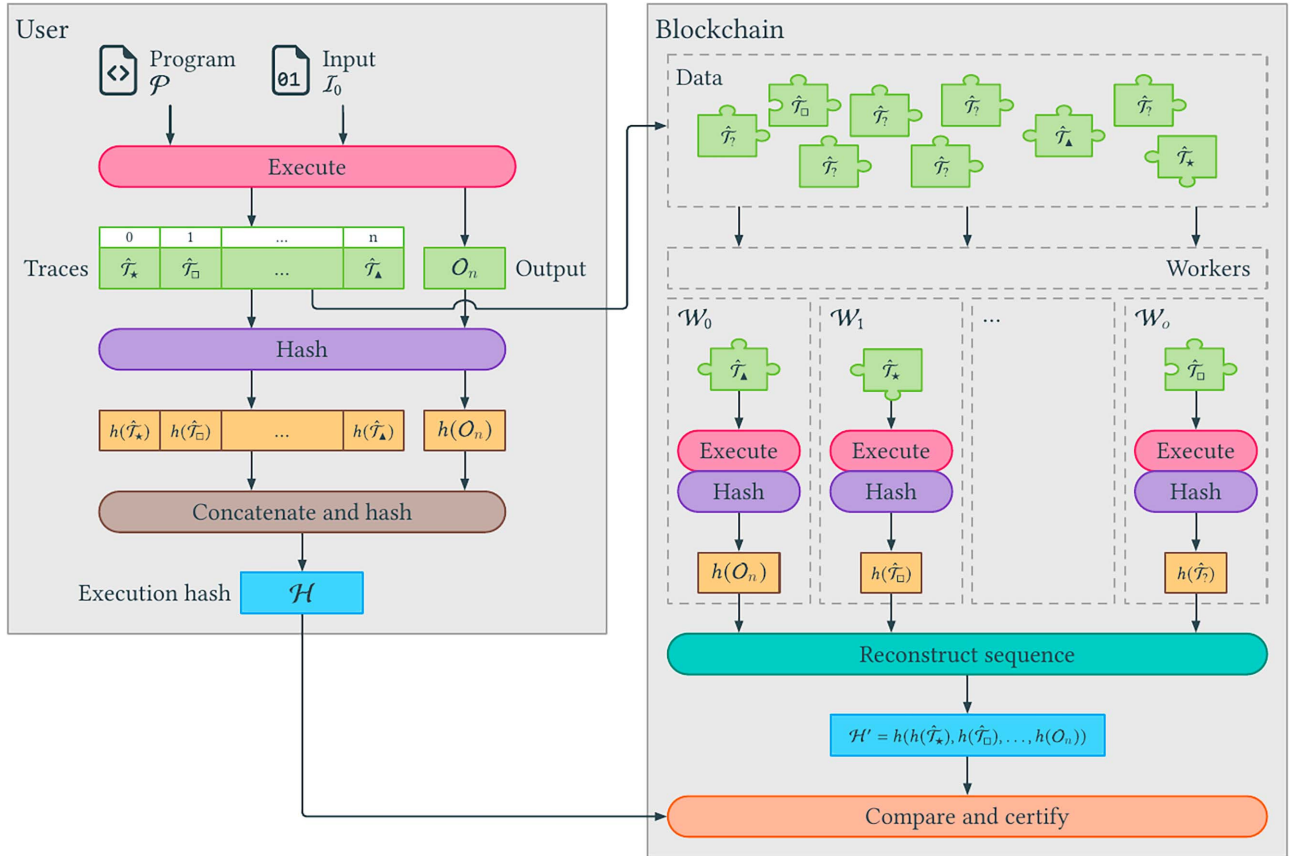 User
Program
𝒫
01
Input
ℐ₀
Execute
0 1 ... n
Traces 𝒯̂★ 𝒯̂□ ... 𝒯̂▲ 𝒪ₙ Output
Hash
h(𝒯̂★) h(𝒯̂□) ... h(𝒯̂▲) h(𝒪ₙ)
Concatenate and hash
Execution hash ℋ
Blockchain
Data
𝒯̂?
𝒯̂□
𝒯̂?
𝒯̂?
𝒯̂▲
𝒯̂?
𝒯̂?
𝒯̂?
𝒯̂★
Workers
𝒲₀ 𝒲₁ ... 𝒲ₒ
𝒯̂▲ 𝒯̂★ 𝒯̂□
Execute Execute Execute
Hash Hash Hash
h(𝒪ₙ) h(𝒯̂□) h(𝒯̂?)
Reconstruct sequence
ℋ′ = h(h(𝒯̂★), h(𝒯̂□), . . . , h(𝒪ₙ))
Compare and certify